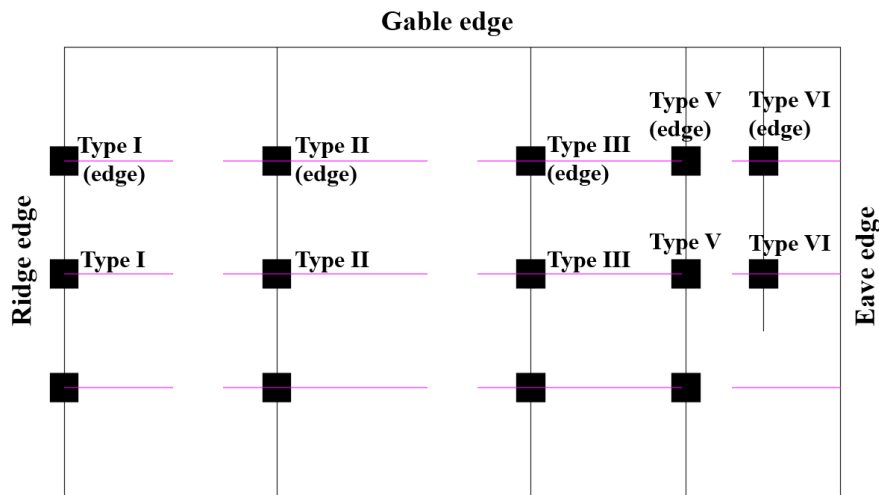 Gable edge
Type I
(edge)
Type II
(edge)
Type III
(edge)
Type V
(edge)
Type VI
(edge)
Ridge edge
Type I
Type II
Type III
Type V
Type VI
Eave edge